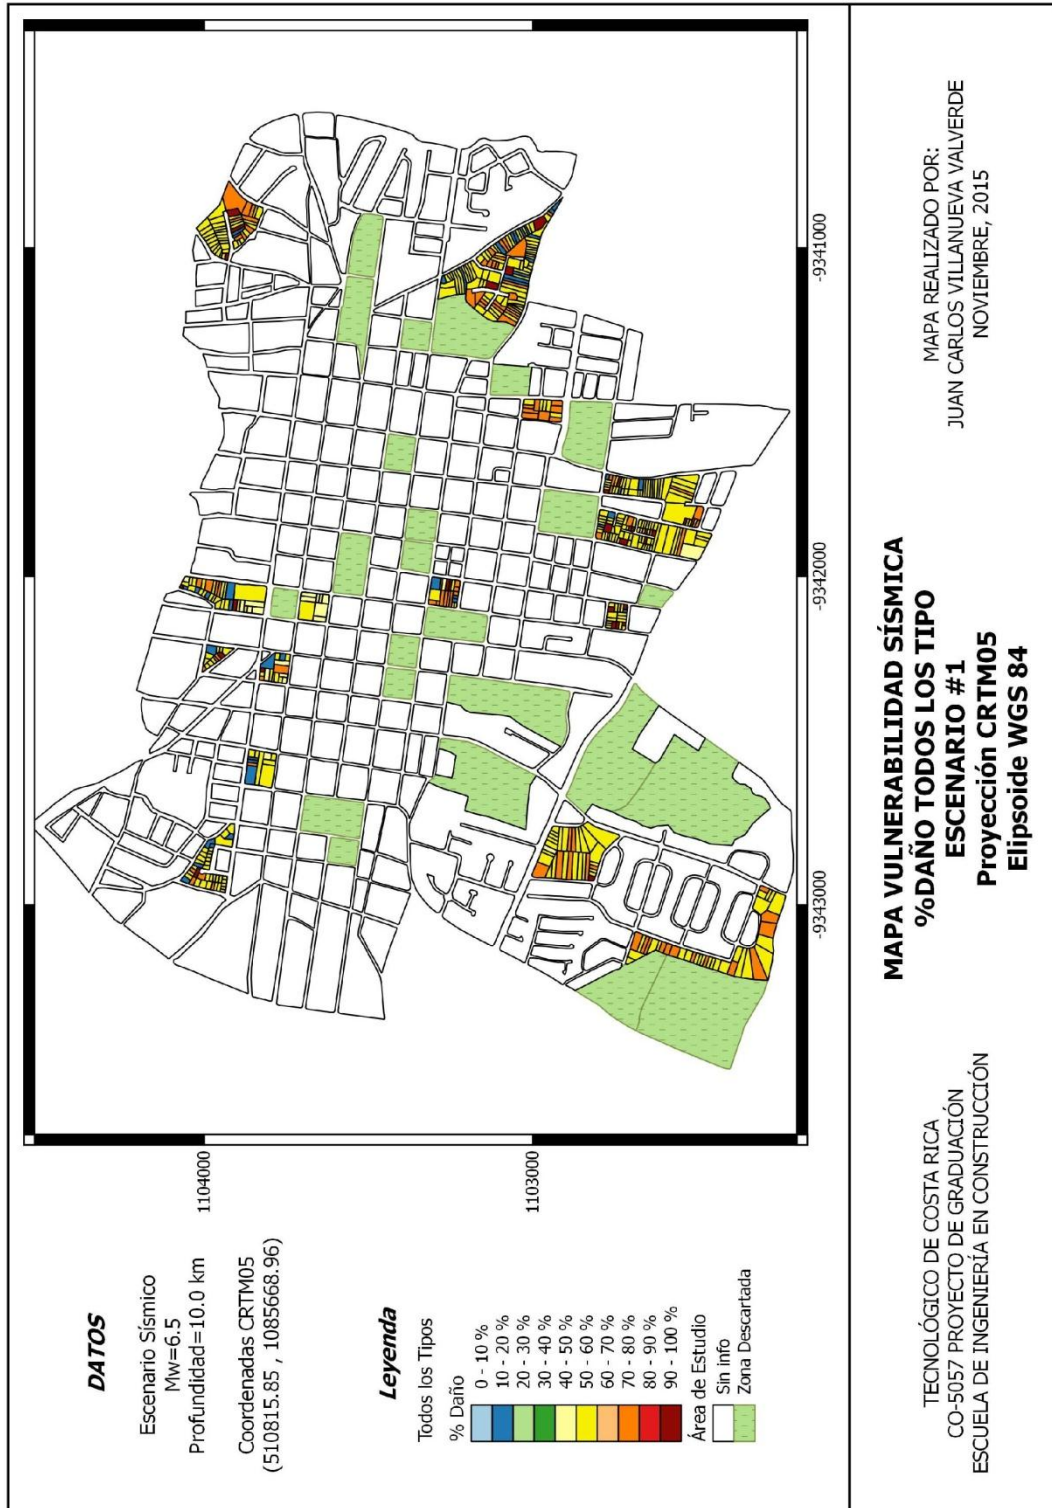 DATOS
Escenario Sísmico
Mw=6.5
Profundidad=10.0 km
Coordenadas CRTM05
(510815.85 , 1085668.96)
Leyenda
Todos los Tipos
% Daño
0 - 10 %
10 - 20 %
20 - 30 %
30 - 40 %
40 - 50 %
50 - 60 %
60 - 70 %
70 - 80 %
80 - 90 %
90 - 100 %
Área de Estudio
Sin info
Zona Descartada
1104000
1103000
-9343000
-9342000
-9341000
TECNOLÓGICO DE COSTA RICA
CO-5057 PROYECTO DE GRADUACIÓN
ESCUELA DE INGENIERÍA EN CONSTRUCCIÓN
MAPA VULNERABILIDAD SÍSMICA
%DAÑO TODOS LOS TIPO
ESCENARIO #1
Proyección CRTM05
Elipsoide WGS 84
MAPA REALIZADO POR:
JUAN CARLOS VILLANUEVA VALVERDE
NOVIEMBRE, 2015